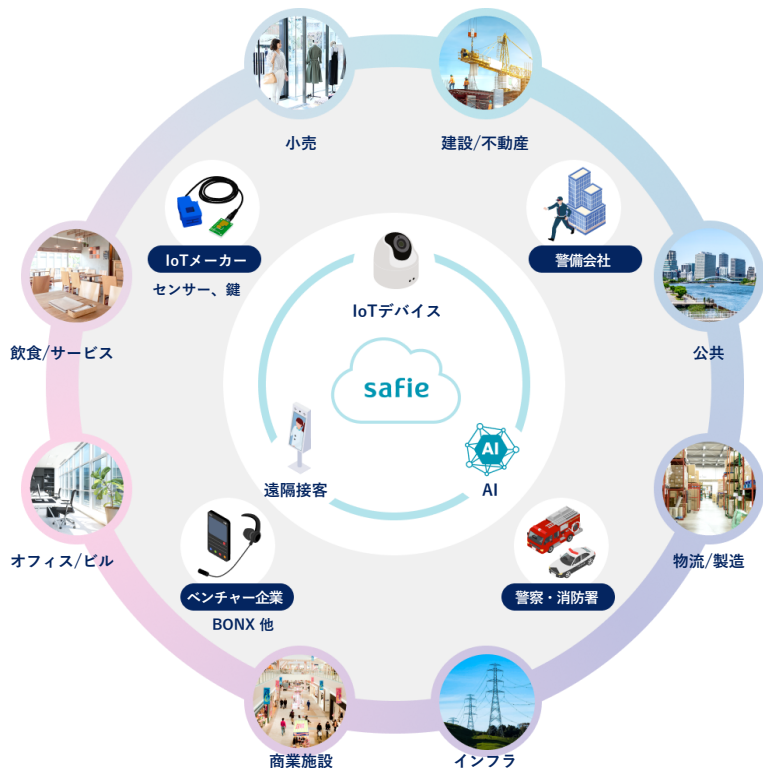 小売
建設/不動産
IoTメーカー
センサー、鍵
警備会社
IoTデバイス
飲食/サービス
公共
safie
AI
遠隔接客
AI
オフィス/ビル
物流/製造
ベンチャー企業
BONX 他
警察・消防署
商業施設
インフラ